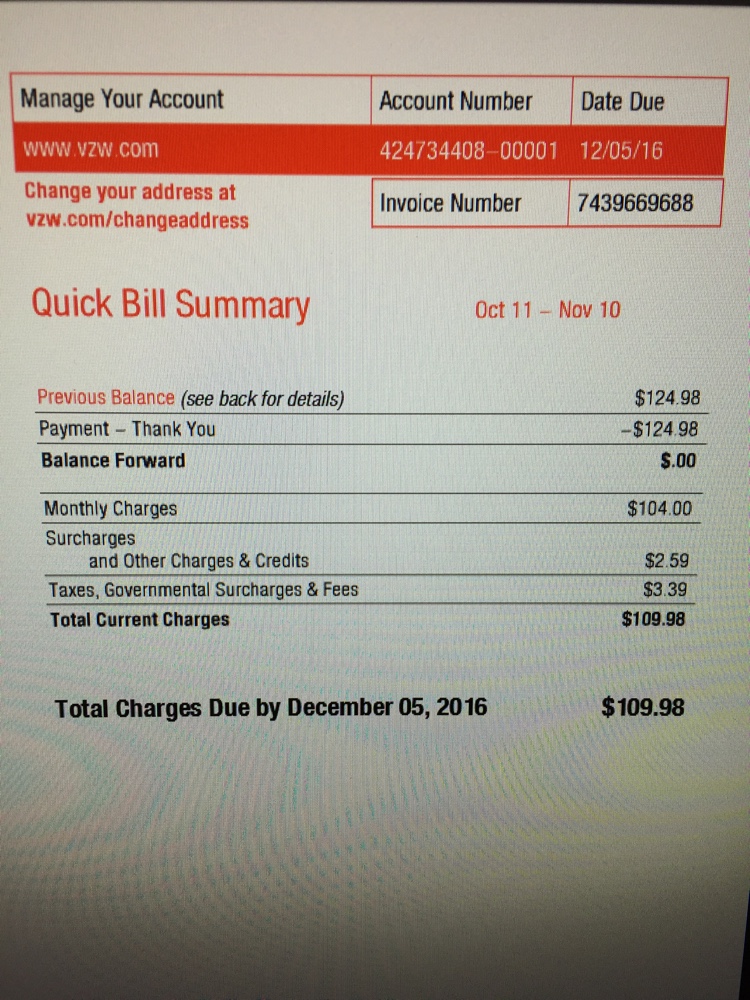 Manage Your Account Account Number Date Due
www.vzw.com 424734408-00001 12/05/16
Change your address at
vzw.com/changeaddress
Invoice Number 7439669688
Quick Bill Summary Oct 11 – Nov 10
Previous Balance (see back for details) $124.98
Payment – Thank You –$124.98
Balance Forward $.00
Monthly Charges $104.00
Surcharges
and Other Charges & Credits $2.59
Taxes, Governmental Surcharges & Fees $3.39
Total Current Charges $109.98
Total Charges Due by December 05, 2016 $109.98